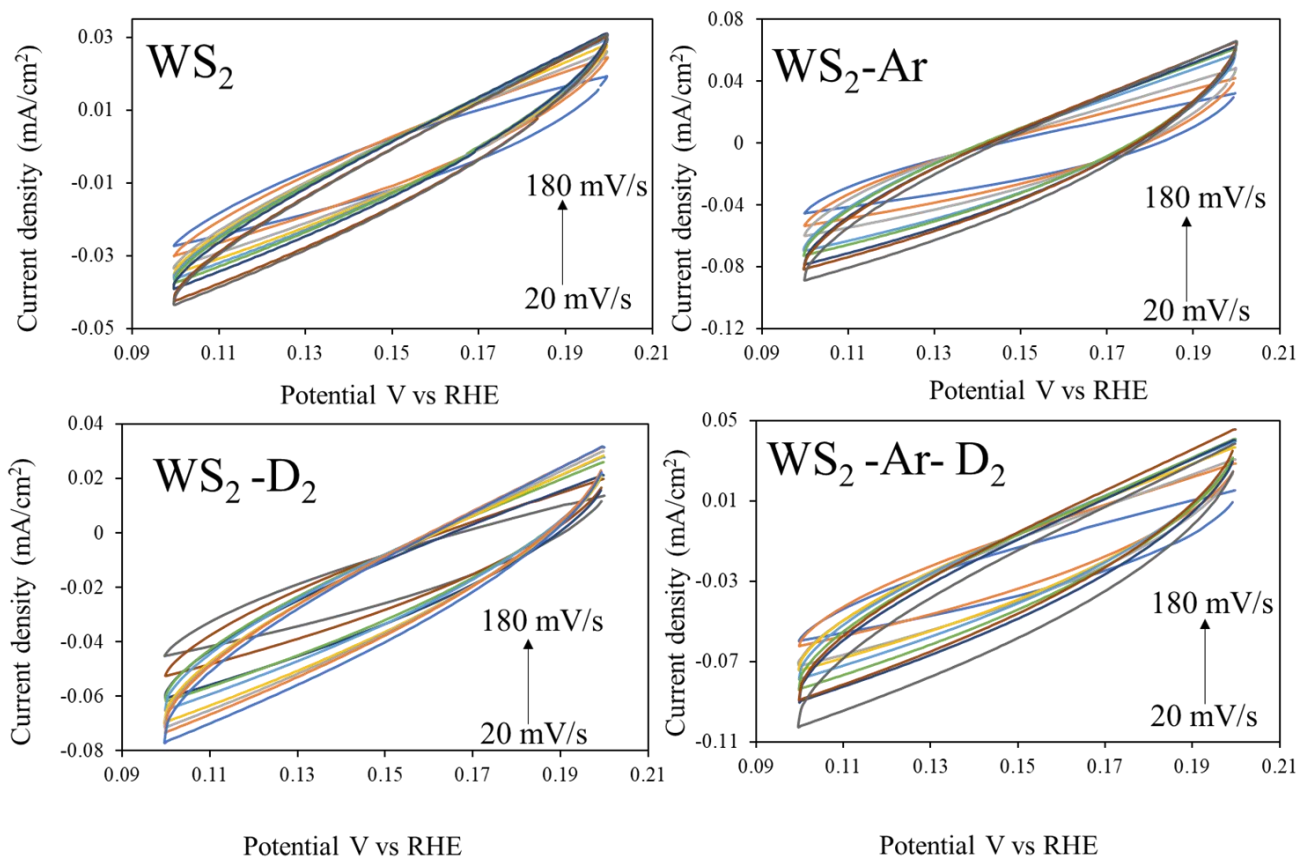 WS₂
Current density (mA/cm²)
0.03
0.01
-0.01
-0.03
-0.05
180 mV/s
20 mV/s
0.09 0.11 0.13 0.15 0.17 0.19 0.21
Potential V vs RHE
WS₂-Ar
Current density (mA/cm²)
0.08
0.04
0
-0.04
-0.08
-0.12
180 mV/s
20 mV/s
0.09 0.11 0.13 0.15 0.17 0.19 0.21
Potential V vs RHE
WS₂ -D₂
Current density (mA/cm²)
0.04
0.02
0
-0.02
-0.04
-0.06
-0.08
180 mV/s
20 mV/s
0.09 0.11 0.13 0.15 0.17 0.19 0.21
Potential V vs RHE
WS₂ -Ar- D₂
Current density (mA/cm²)
0.05
0.01
-0.03
-0.07
-0.11
180 mV/s
20 mV/s
0.09 0.11 0.13 0.15 0.17 0.19 0.21
Potential V vs RHE